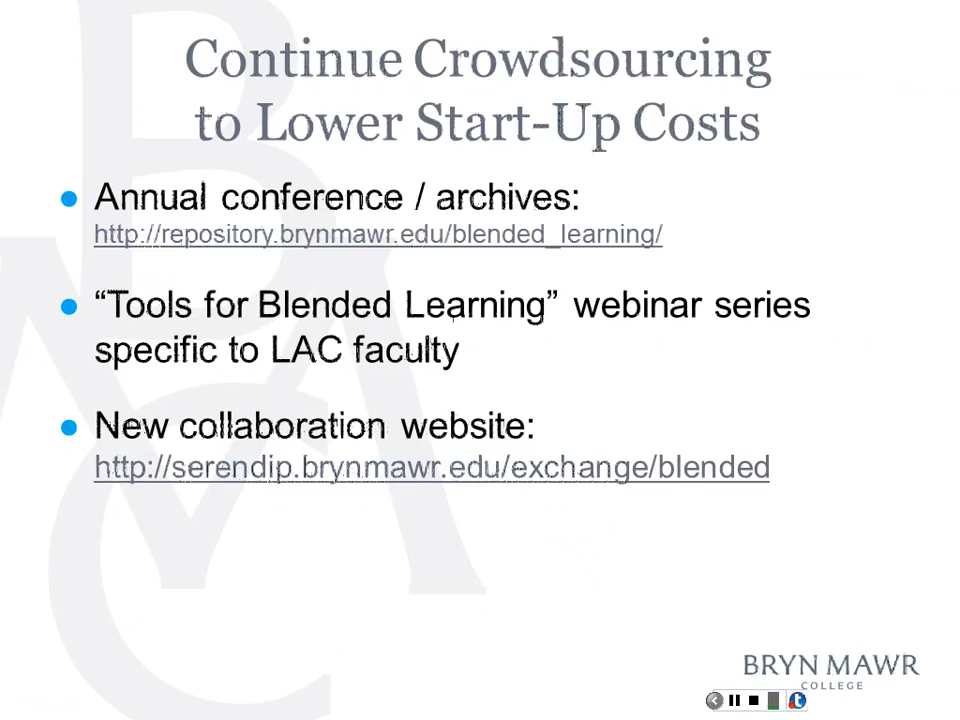 Continue Crowdsourcing
to Lower Start-Up Costs
● Annual conference / archives:
http://repository.brynmawr.edu/blended_learning/
● “Tools for Blended Learning” webinar series
specific to LAC faculty
● New collaboration website:
http://serendip.brynmawr.edu/exchange/blended
BRYN MAWR
COLLEGE